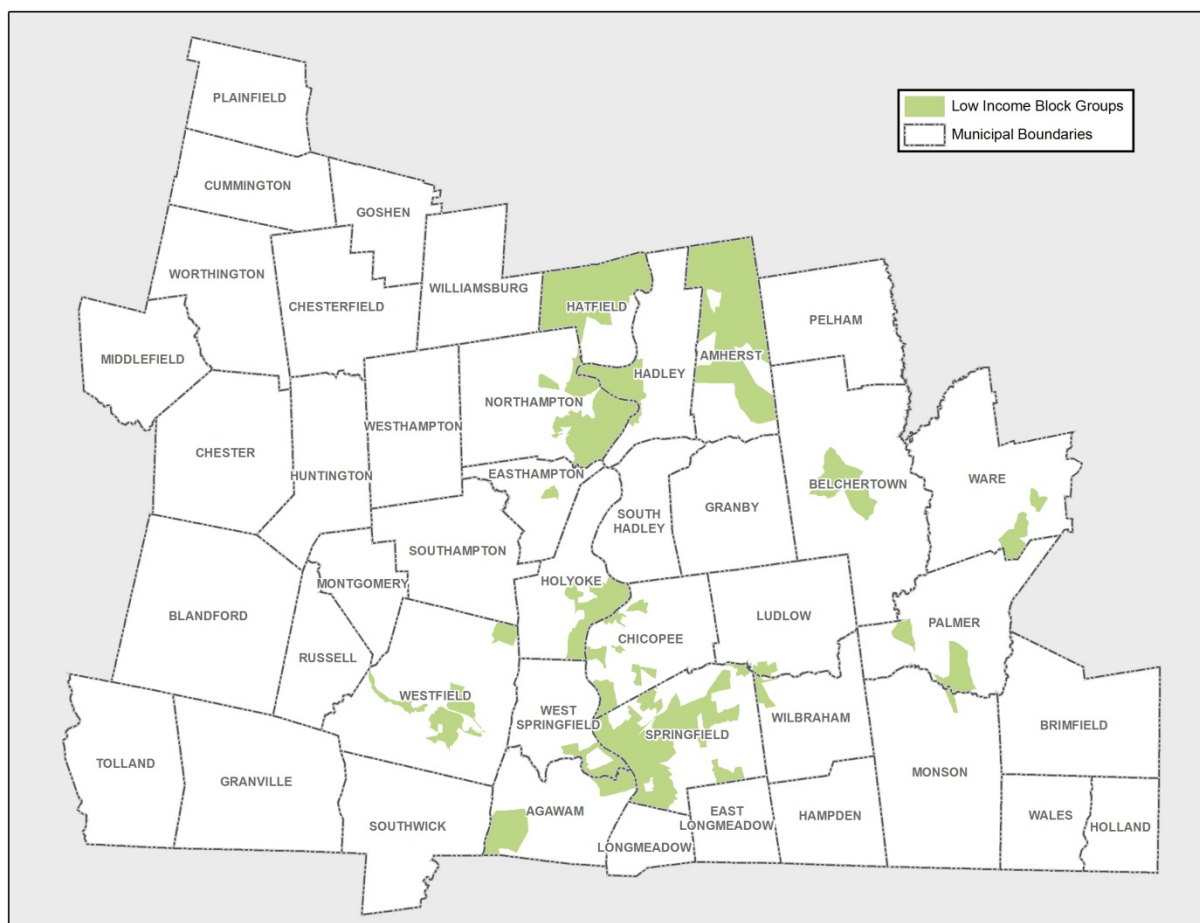 PLAINFIELD
Low Income Block Groups
Municipal Boundaries
CUMMINGTON
GOSHEN
WORTHINGTON
CHESTERFIELD
WILLIAMSBURG
HATFIELD
PELHAM
MIDDLEFIELD
AMHERST
HADLEY
NORTHAMPTON
WESTHAMPTON
CHESTER
HUNTINGTON
EASTHAMPTON
BELCHERTOWN
WARE
SOUTH
HADLEY
GRANBY
SOUTHAMPTON
MONTGOMERY
HOLYOKE
BLANDFORD
LUDLOW
PALMER
CHICOPEE
RUSSELL
WESTFIELD
WEST
SPRINGFIELD
SPRINGFIELD
WILBRAHAM
BRIMFIELD
TOLLAND
GRANVILLE
MONSON
AGAWAM
SOUTHWICK
EAST
LONGMEADOW
HAMPDEN
WALES
HOLLAND
LONGMEADOW